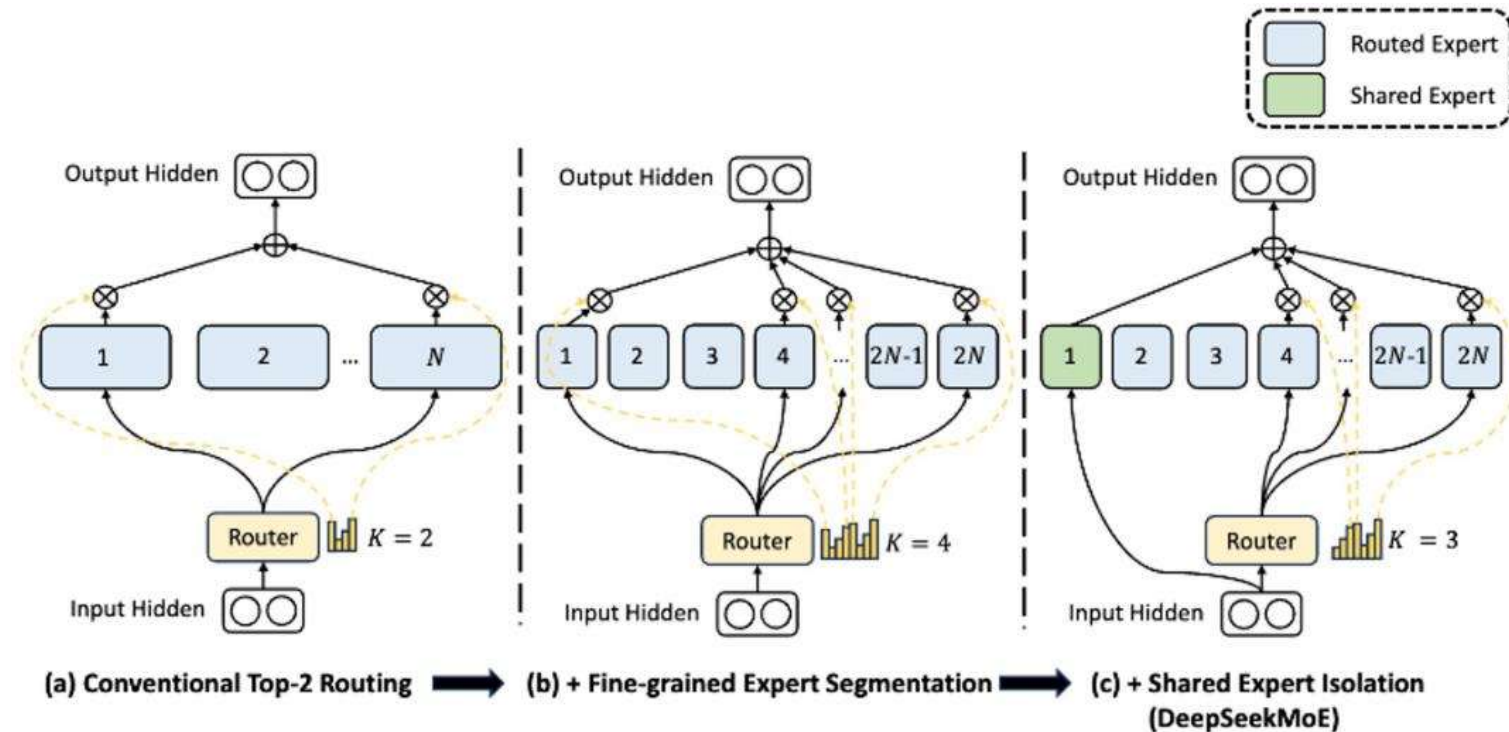 Routed Expert
Shared Expert
Output Hidden
1
2
...
N
Router
K = 2
Input Hidden
(a) Conventional Top-2 Routing
Output Hidden
1
2
3
4
...
2N-1
2N
Router
K = 4
Input Hidden
(b) + Fine-grained Expert Segmentation
Output Hidden
1
2
3
4
...
2N-1
2N
Router
K = 3
Input Hidden
(c) + Shared Expert Isolation
(DeepSeekMoE)